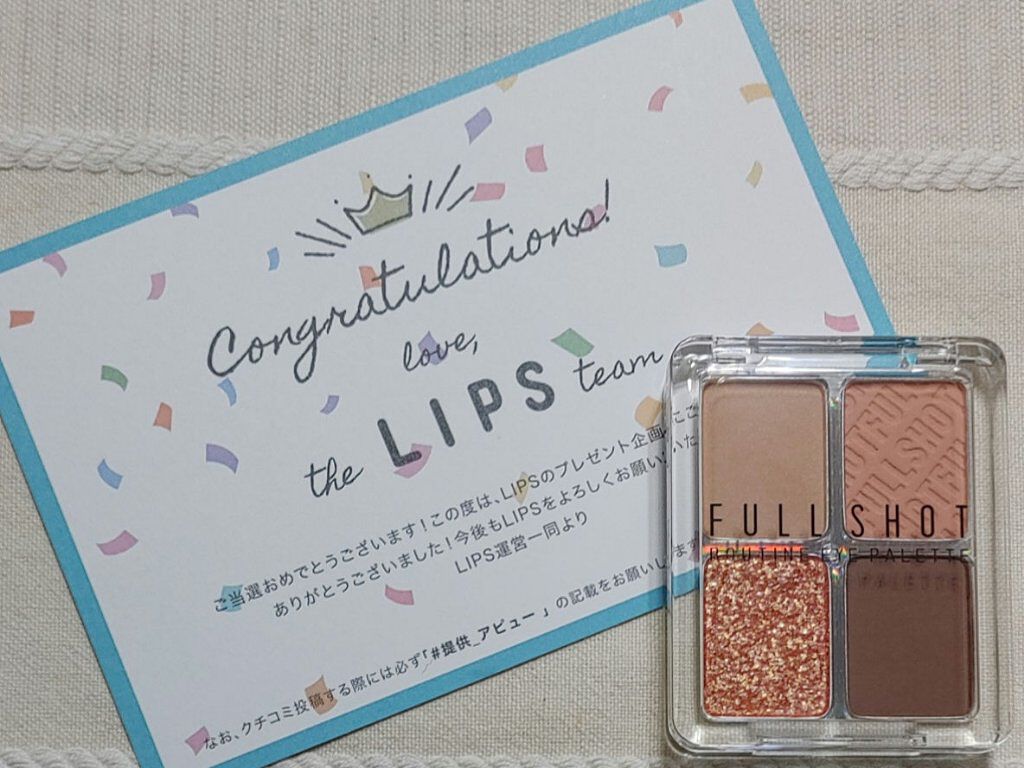 Congratulations!
love,
the LIPS team
ご当選おめでとうございます！この度は、LIPSのプレゼント企画にご
ありがとうございました！今後もLIPSをよろしくお願いいた
ます
LIPS運営一同より
なお、クチコミ投稿する際には必ず「#提供_アビュー 」の記載をお願いし
FULLSHOT
FULL SHOT
ROUTINE EYE PALETTE